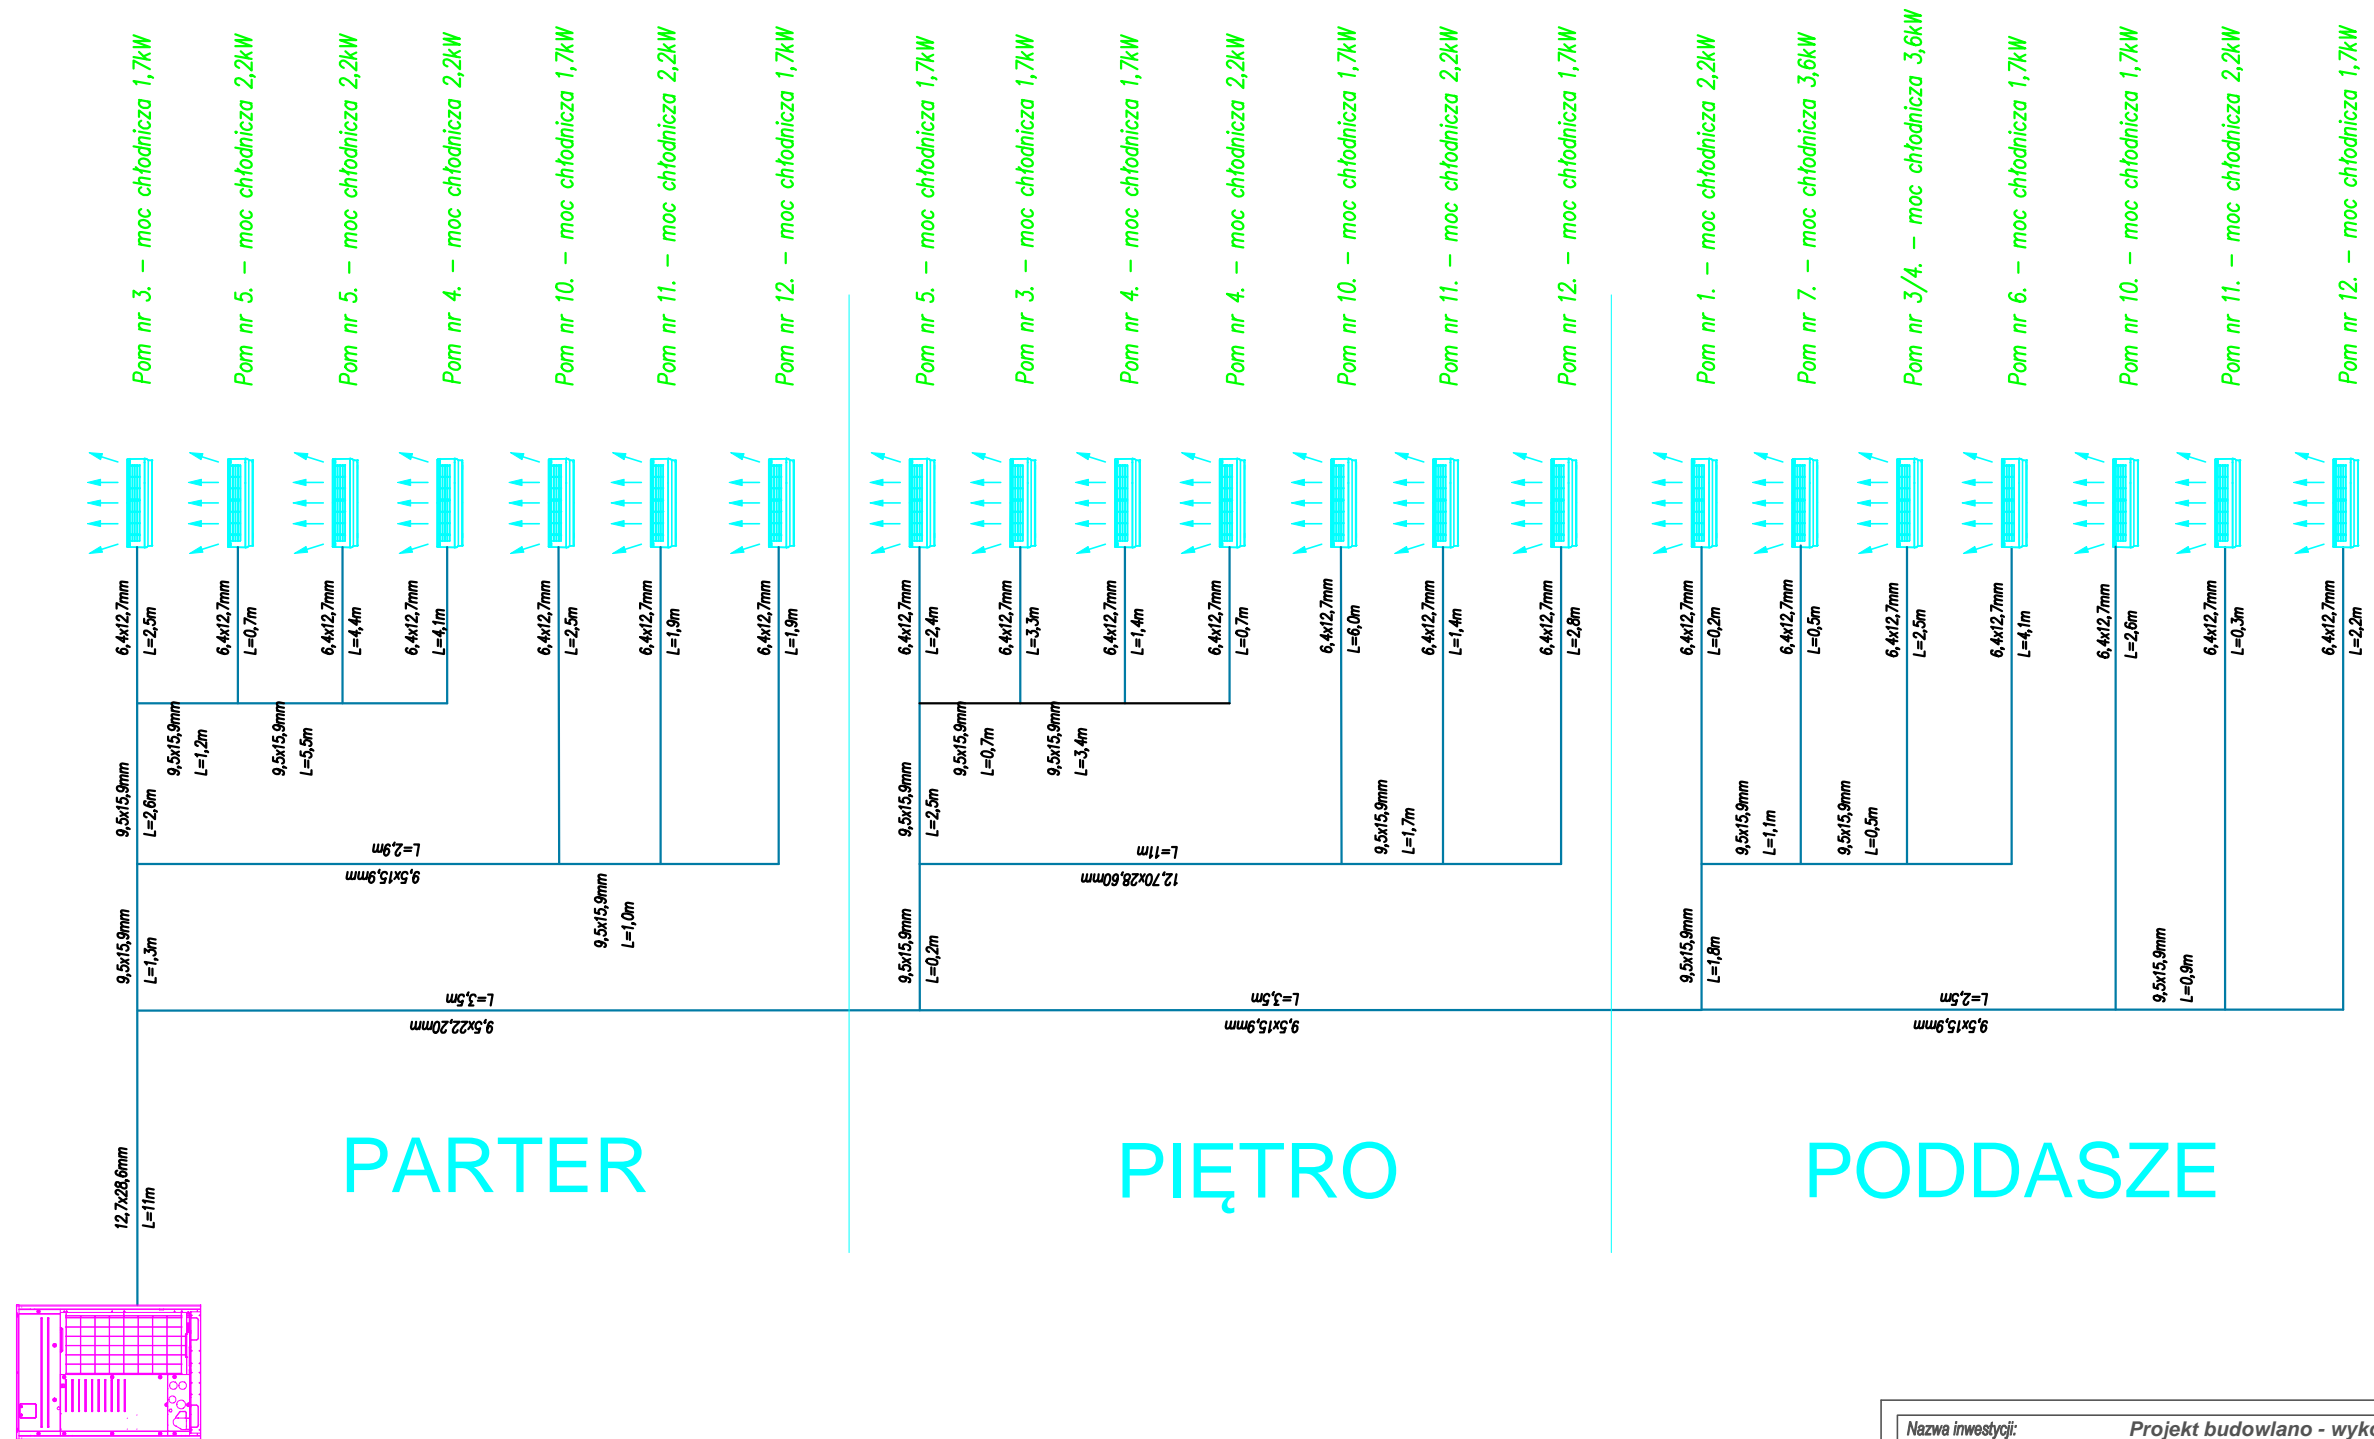 Pom nr 3. - moc chłodnicza 1,7kW
Pom nr 5. - moc chłodnicza 2,2kW
Pom nr 5. - moc chłodnicza 2,2kW
Pom nr 4. - moc chłodnicza 2,2kW
Pom nr 10. - moc chłodnicza 1,7kW
Pom nr 11. - moc chłodnicza 2,2kW
Pom nr 12. - moc chłodnicza 1,7kW
Pom nr 5. - moc chłodnicza 1,7kW
Pom nr 3. - moc chłodnicza 1,7kW
Pom nr 4. - moc chłodnicza 1,7kW
Pom nr 4. - moc chłodnicza 2,2kW
Pom nr 10. - moc chłodnicza 1,7kW
Pom nr 11. - moc chłodnicza 2,2kW
Pom nr 12. - moc chłodnicza 1,7kW
Pom nr 1. - moc chłodnicza 2,2kW
Pom nr 7. - moc chłodnicza 3,6kW
Pom nr 3/4. - moc chłodnicza 3,6kW
Pom nr 6. - moc chłodnicza 1,7kW
Pom nr 10. - moc chłodnicza 1,7kW
Pom nr 11. - moc chłodnicza 2,2kW
Pom nr 12. - moc chłodnicza 1,7kW
6,4x12,7mm
L=2,5m
6,4x12,7mm
L=0,7m
6,4x12,7mm
L=4,4m
6,4x12,7mm
L=4,1m
6,4x12,7mm
L=2,5m
6,4x12,7mm
L=1,9m
6,4x12,7mm
L=1,9m
6,4x12,7mm
L=2,4m
6,4x12,7mm
L=3,3m
6,4x12,7mm
L=1,4m
6,4x12,7mm
L=0,7m
6,4x12,7mm
L=6,0m
6,4x12,7mm
L=1,4m
6,4x12,7mm
L=2,8m
6,4x12,7mm
L=0,2m
6,4x12,7mm
L=0,5m
6,4x12,7mm
L=2,5m
6,4x12,7mm
L=4,1m
6,4x12,7mm
L=2,6m
6,4x12,7mm
L=0,3m
6,4x12,7mm
L=2,2m
9,5x15,9mm
L=1,2m
9,5x15,9mm
L=5,5m
9,5x15,9mm
L=0,7m
9,5x15,9mm
L=3,4m
9,5x15,9mm
L=2,6m
9,5x15,9mm
L=2,5m
9,5x15,9mm
L=1,7m
9,5x15,9mm
L=1,1m
9,5x15,9mm
L=0,5m
L=2,9m
9,5x15,9mm
L=11m
12,70x28,60mm
9,5x15,9mm
L=1,3m
9,5x15,9mm
L=1,0m
9,5x15,9mm
L=0,2m
9,5x15,9mm
L=1,8m
9,5x15,9mm
L=0,9m
L=3,5m
9,5x22,20mm
L=3,5m
9,5x15,9mm
L=2,5m
9,5x15,9mm
PARTER
PIĘTRO
PODDASZE
12,7x28,6mm
L=11m
Nazwa inwestycji: Projekt budowlano - wyko